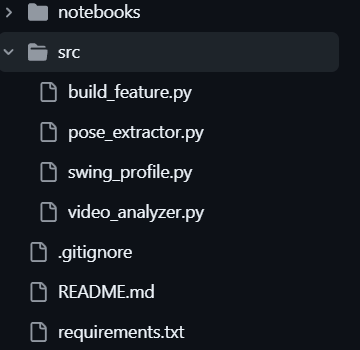 notebooks
src
build_feature.py
pose_extractor.py
swing_profile.py
video_analyzer.py
.gitignore
README.md
requirements.txt